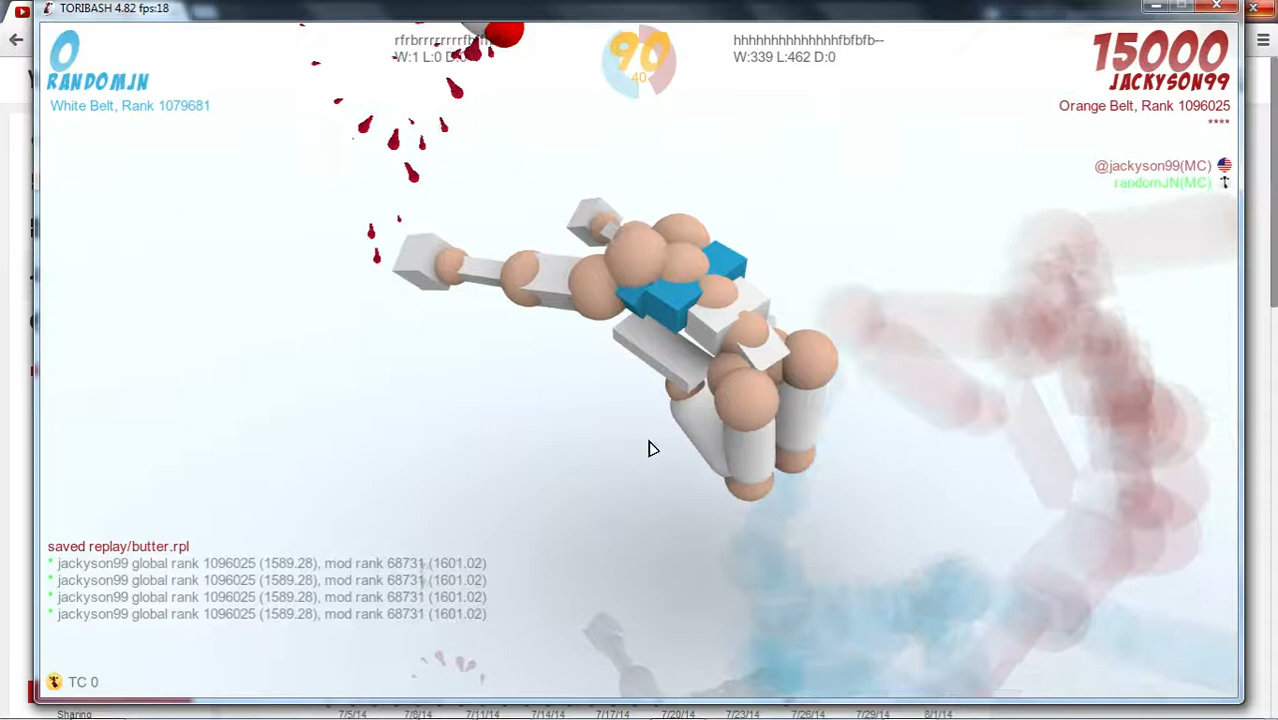 TORIBASH 4.82 fps:18
0
RANDOMJN
White Belt, Rank 1079681
W:1 L:0 D:0
90
40
hhhhhhhhhhhhhhfbfbfb--
W:339 L:462 D:0
15000
JACKYSON99
Orange Belt, Rank 1096025
****
@jackyson99(MC)
randomJN(MC)
saved replay/butter.rpl
* jackyson99 global rank 1096025 (1589.28), mod rank 68731 (1601.02)
* jackyson99 global rank 1096025 (1589.28), mod rank 68731 (1601.02)
* jackyson99 global rank 1096025 (1589.28), mod rank 68731 (1601.02)
* jackyson99 global rank 1096025 (1589.28), mod rank 68731 (1601.02)
TC 0
Sharing
7/5/14 7/8/14 7/11/14 7/14/14 7/17/14 7/20/14 7/23/14 7/26/14 7/29/14 8/1/14